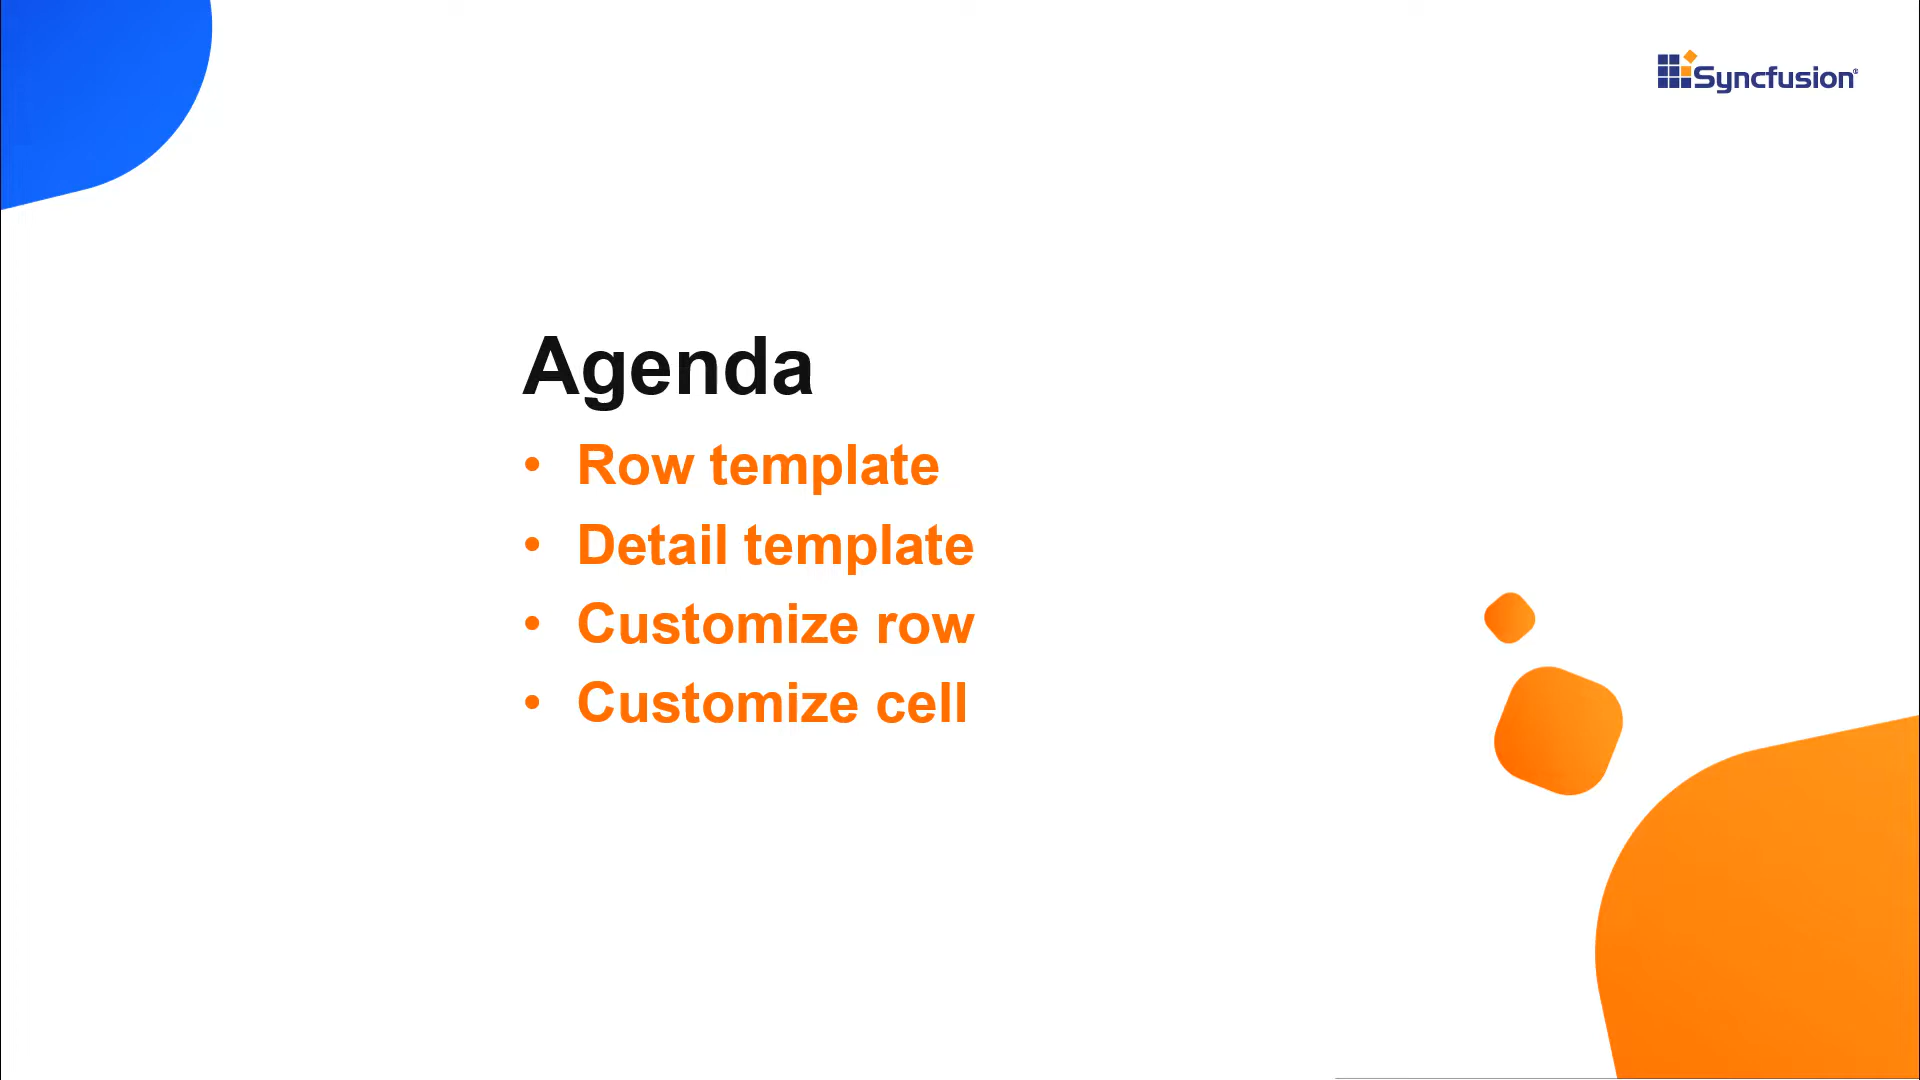 Syncfusion®
Agenda
• Row template
• Detail template
• Customize row
• Customize cell